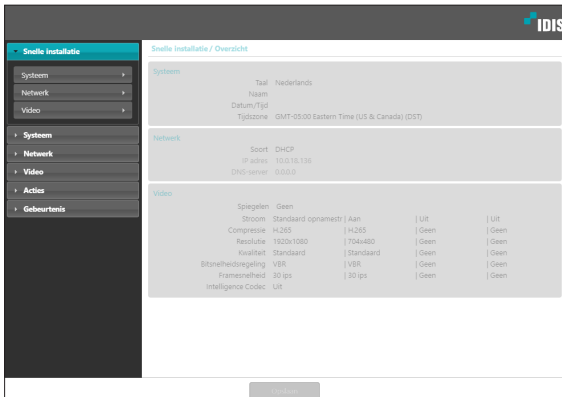 IDIS
Snelle installatie
Systeem
Netwerk
Video
Systeem
Netwerk
Video
Acties
Gebeurtenis
Snelle installatie / Overzicht
Systeem
Taal Nederlands
Naam
Datum/Tijd
Tijdszone GMT-05:00 Eastern Time (US & Canada) (DST)
Netwerk
Soort DHCP
IP adres 10.0.18.135
DNS-server 0.0.0.0
Video
Spiegelen Geen
Stroom Standaard opnamestr | Aan | Uit | Uit
Compressie H.265 | H.265 | Geen | Geen
Resolutie 1920x1080 | 704x480 | Geen | Geen
Kwaliteit Standaard | Standaard | Geen | Geen
Bitsnelheidsregeling VBR | VBR | Geen | Geen
Framesnelheid 30 ips | 30 ips | Geen | Geen
Intelligence Codec Uit